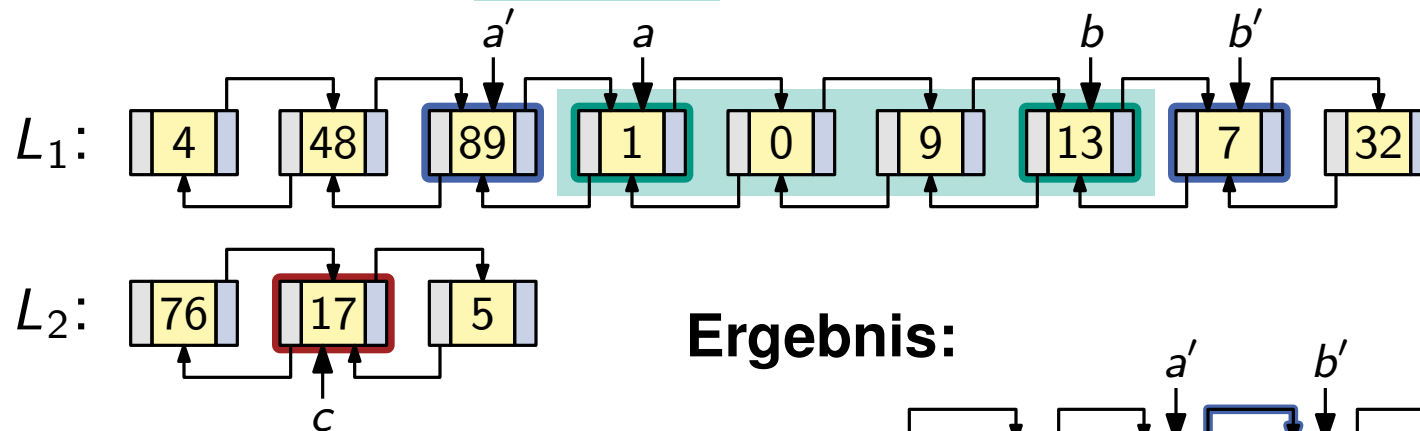 a′ a b b′
L₁: 4 48 89 1 0 9 13 7 32
L₂: 76 17 5
c
Ergebnis:
a′ b′